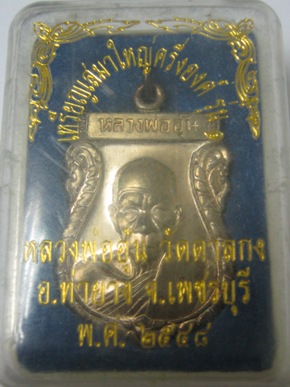 เหรียญเสมาใหญ่ครึ่งองค์
หลวงพ่ออุ้น
หลวงพ่ออุ้น วัดตาลกง
อ.ท่ายาง จ.เพชรบุรี
พ.ศ. ๒๕๔๘